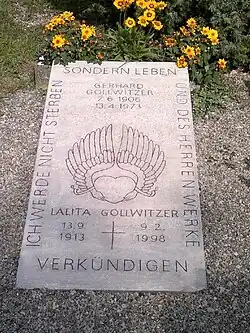 ICH WERDE NICHT STERBEN
SONDERN LEBEN
UND DES HERREN WERKE
VERKÜNDIGEN
GERHARD
GOLLWITZER
7.6.1906
13.4.1973
LALITA GOLLWITZER
13.9. 9.2.
1913 1998